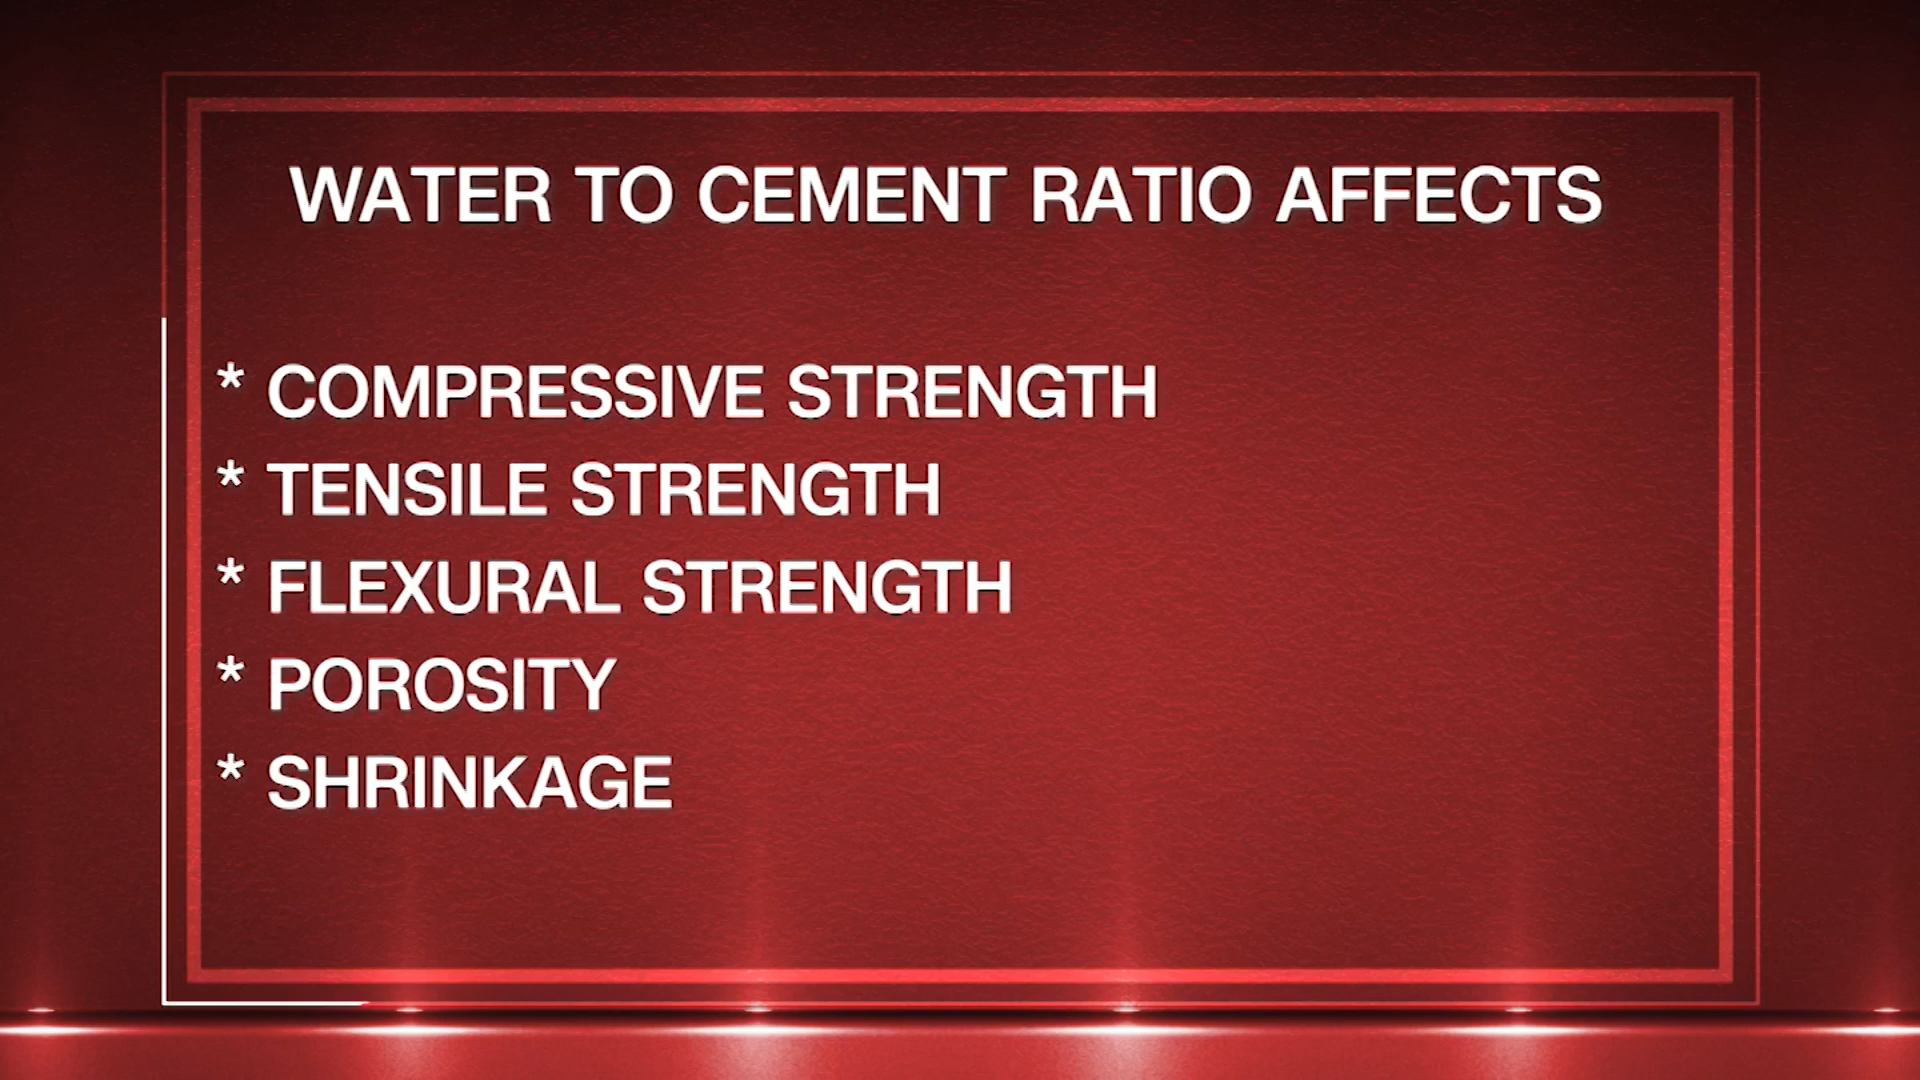 WATER TO CEMENT RATIO AFFECTS
* COMPRESSIVE STRENGTH
* TENSILE STRENGTH
* FLEXURAL STRENGTH
* POROSITY
* SHRINKAGE